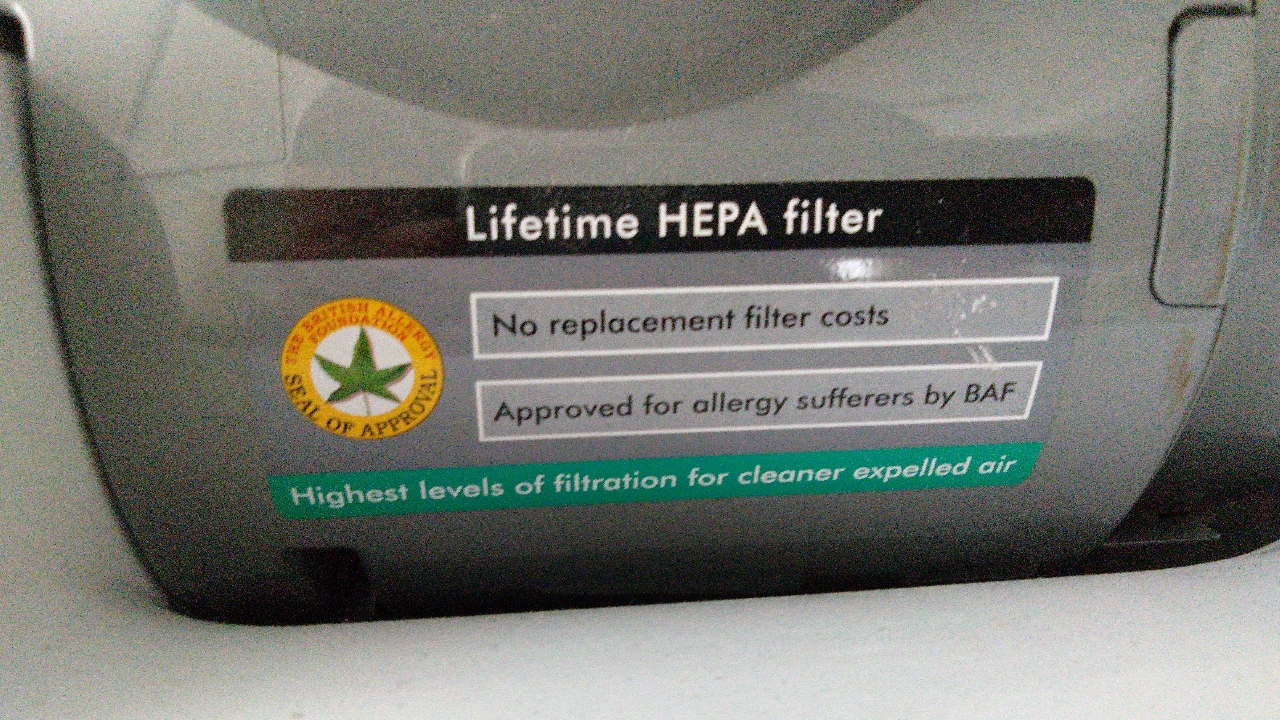 Lifetime HEPA filter
THE BRITISH ALLERGY
FOUNDATION
SEAL OF APPROVAL
No replacement filter costs
Approved for allergy sufferers by BAF
Highest levels of filtration for cleaner expelled air